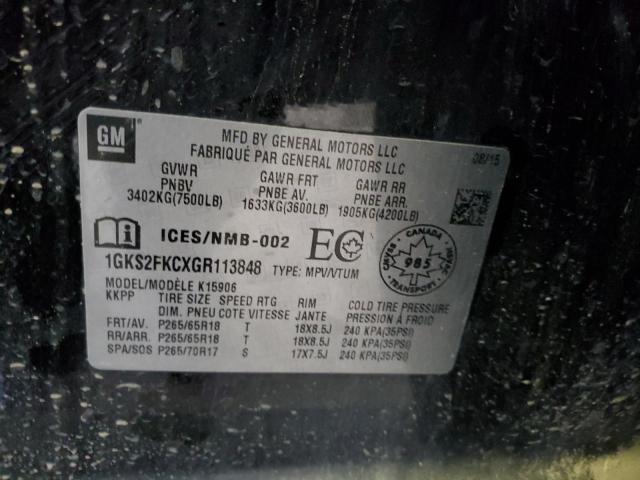 GM
MFD BY GENERAL MOTORS LLC
FABRIQUÉ PAR GENERAL MOTORS LLC
08/15
GVWR
PNBV
3402KG(7500LB)
GAWR FRT
PNBE AV.
1633KG(3600LB)
GAWR RR
PNBE ARR.
1905KG(4200LB)
ICES/NMB-002
EC
CANADA
CMVSS
NSVAC
985
TRANSPORT
1GKS2FKCXGR113848 TYPE: MPV/VTUM
MODEL/MODÈLE K15906
KKPP TIRE SIZE SPEED RTG RIM COLD TIRE PRESSURE
DIM. PNEU COTE VITESSE JANTE PRESSION À FROID
FRT/AV. P265/65R18 T 18X8.5J 240 KPA(35PSI)
RR/ARR. P265/65R18 T 18X8.5J 240 KPA(35PSI)
SPA/SOS P265/70R17 S 17X7.5J 240 KPA(35PSI)